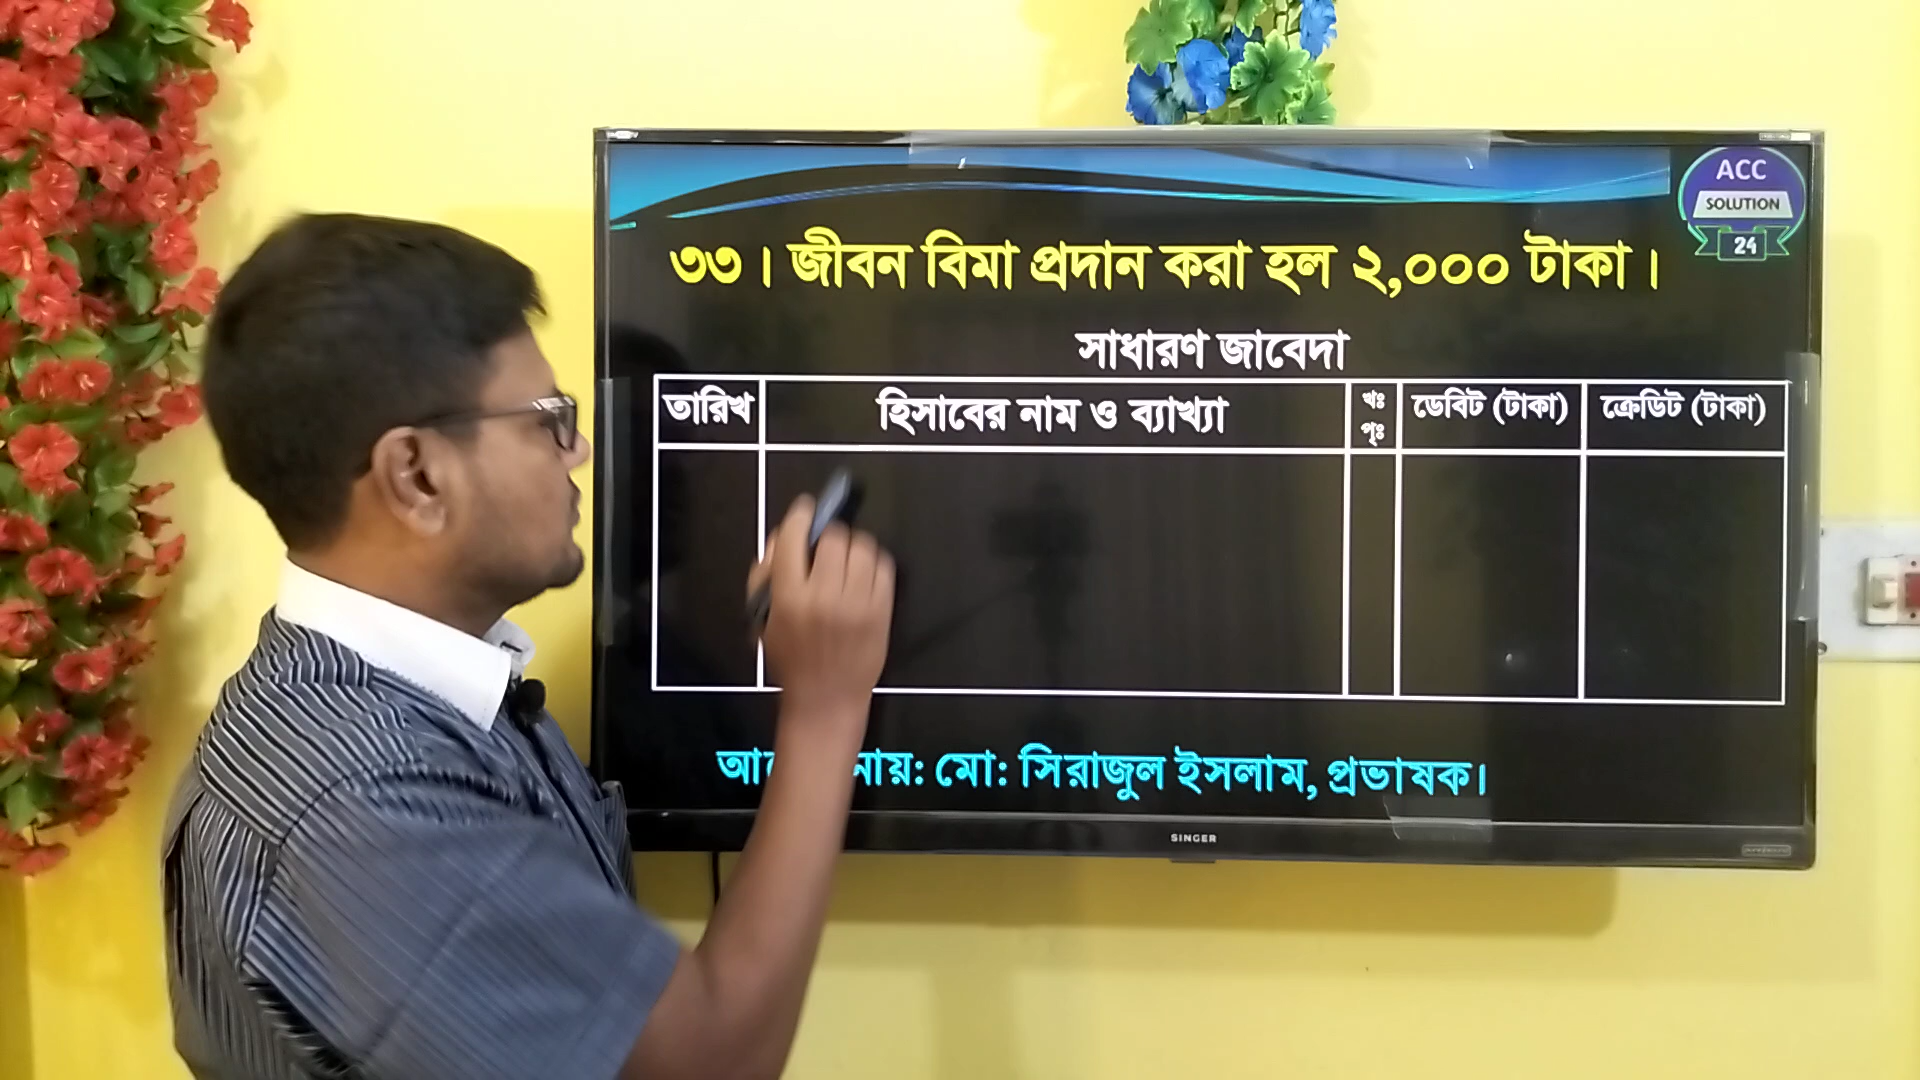 ACC
SOLUTION
24
৩৩। জীবন বিমা প্রদান করা হল ২,০০০ টাকা।
সাধারণ জাবেদা
তারিখ হিসাবের নাম ও ব্যাখ্যা খঃ পৃঃ ডেবিট (টাকা) ক্রেডিট (টাকা)
মো: সিরাজুল ইসলাম, প্রভাষক।
SINGER